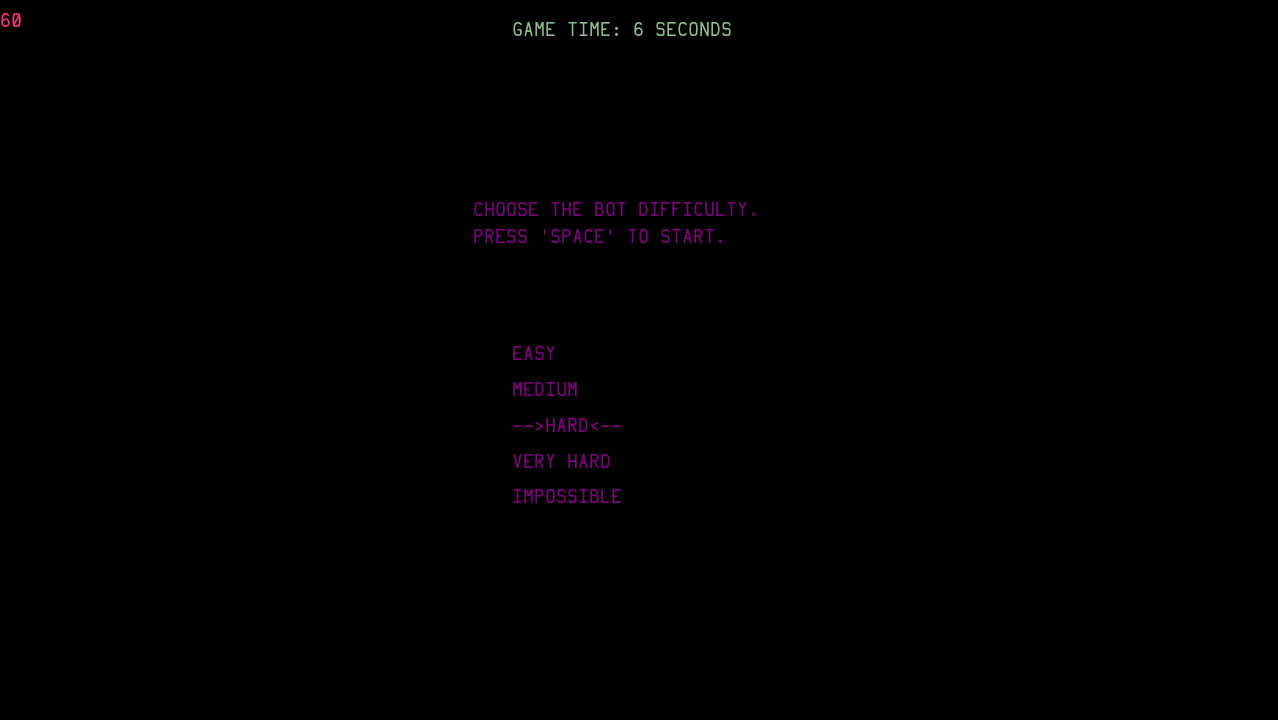 60
GAME TIME: 6 SECONDS
CHOOSE THE BOT DIFFICULTY.
PRESS 'SPACE' TO START.
EASY
MEDIUM
-->HARD<--
VERY HARD
IMPOSSIBLE